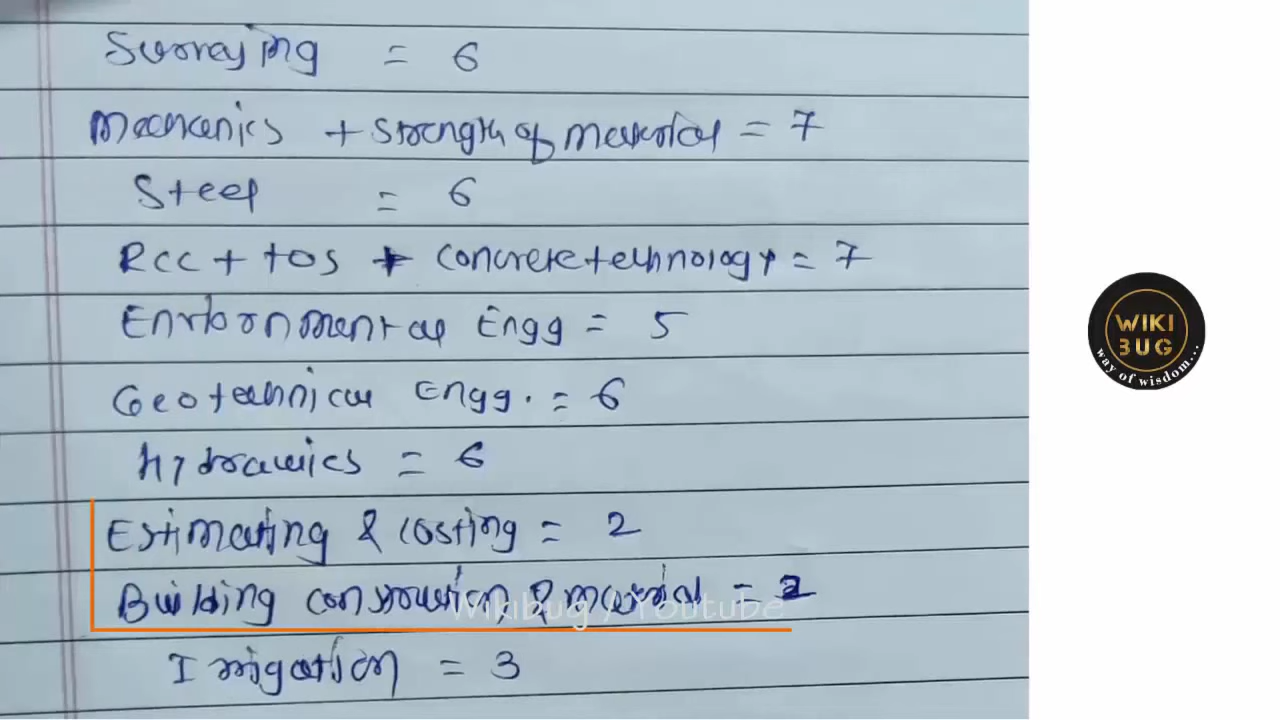 Surveying = 6
Mechanics + Strength of Material = 7
Steel = 6
Rcc + tos + concrete technology = 7
Environmental Engg = 5
Geotechnical Engg. = 6
Hydraulics = 6
Estimating & costing = 2
Building construction & material = 2
Wikibug / Youtube
Irrigation = 3
WIKI
BUG
way of wisdom...